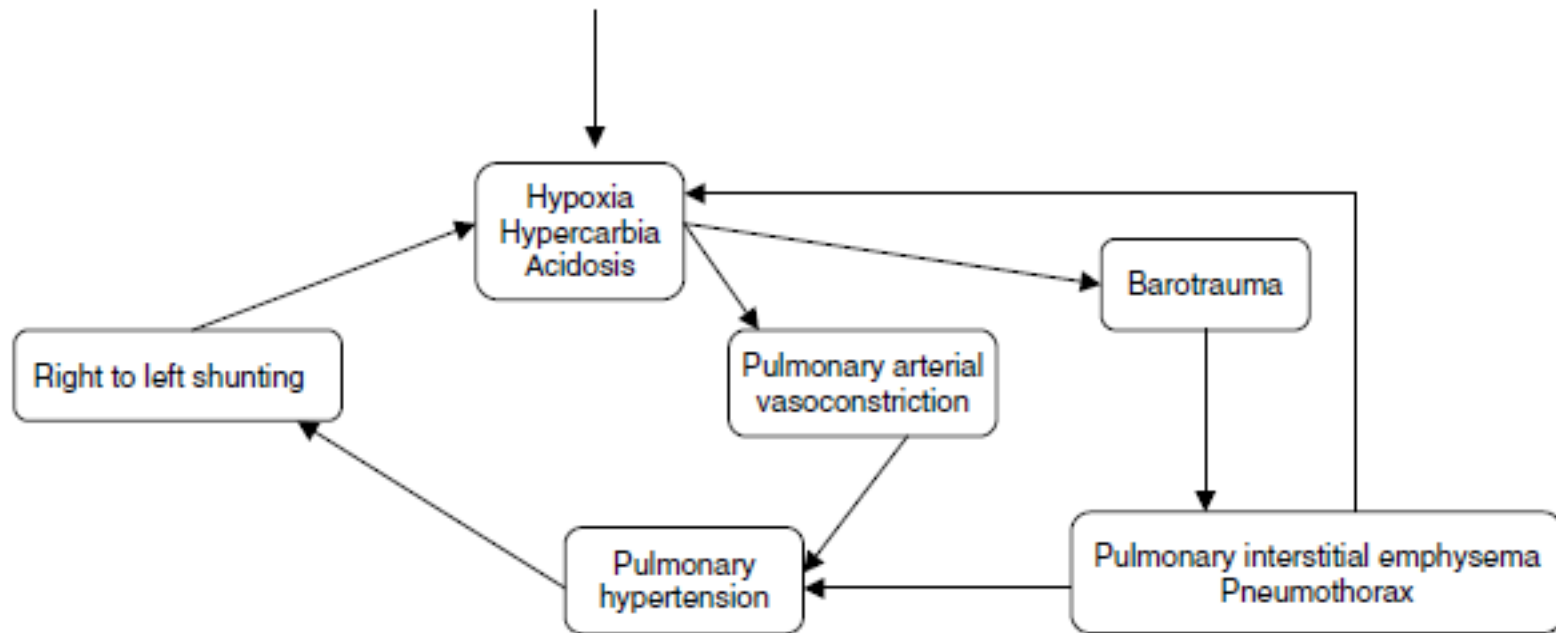 Hypoxia
Hypercarbia
Acidosis
Barotrauma
Right to left shunting
Pulmonary arterial
vasoconstriction
Pulmonary
hypertension
Pulmonary interstitial emphysema
Pneumothorax